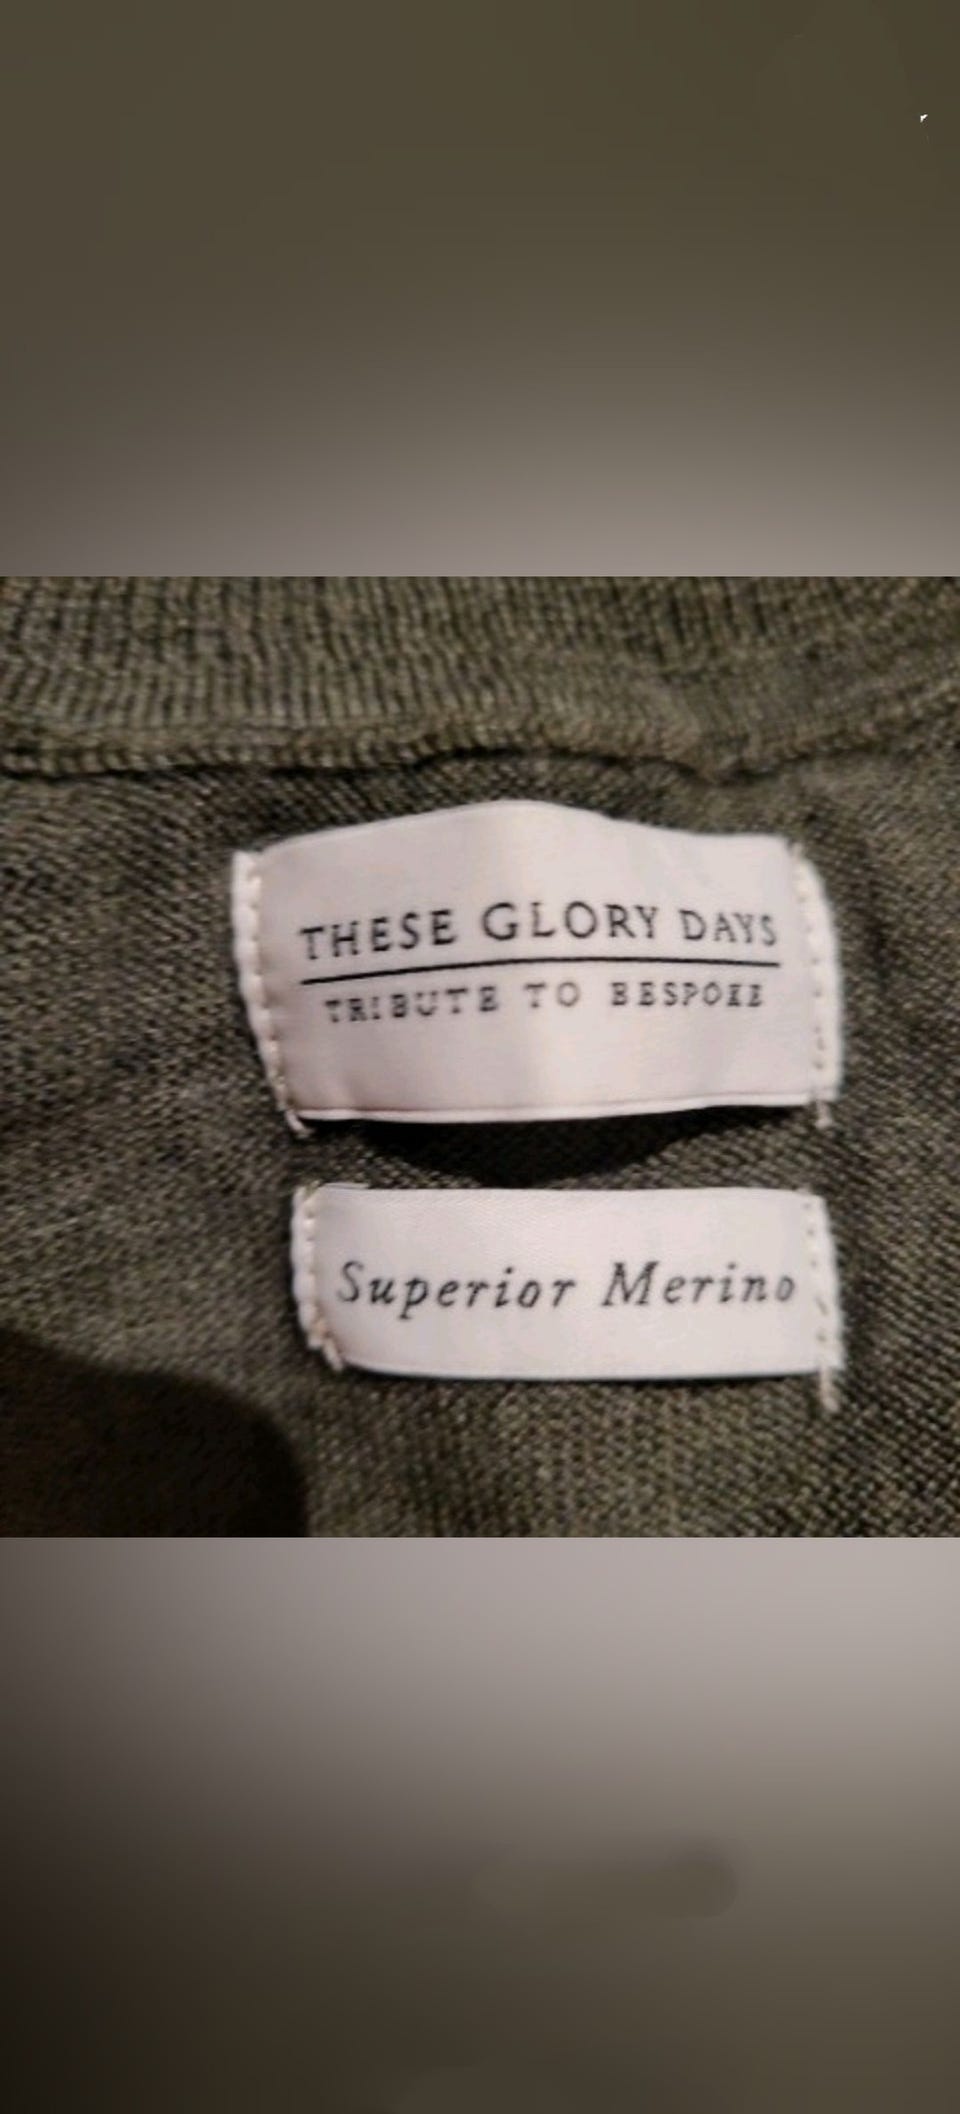 THESE GLORY DAYS
TRIBUTE TO BESPOKE
Superior Merino